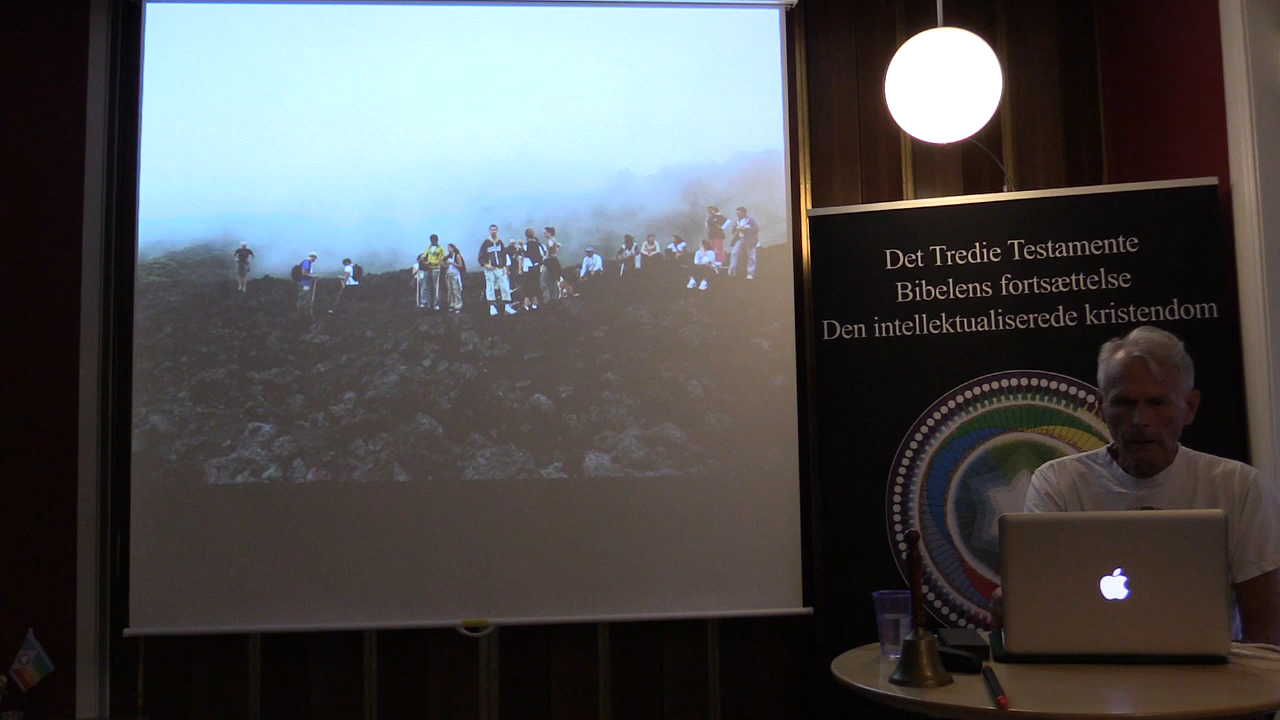 Det Tredie Testamente
Bibelens fortsættelse
Den intellektualiserede kristendom